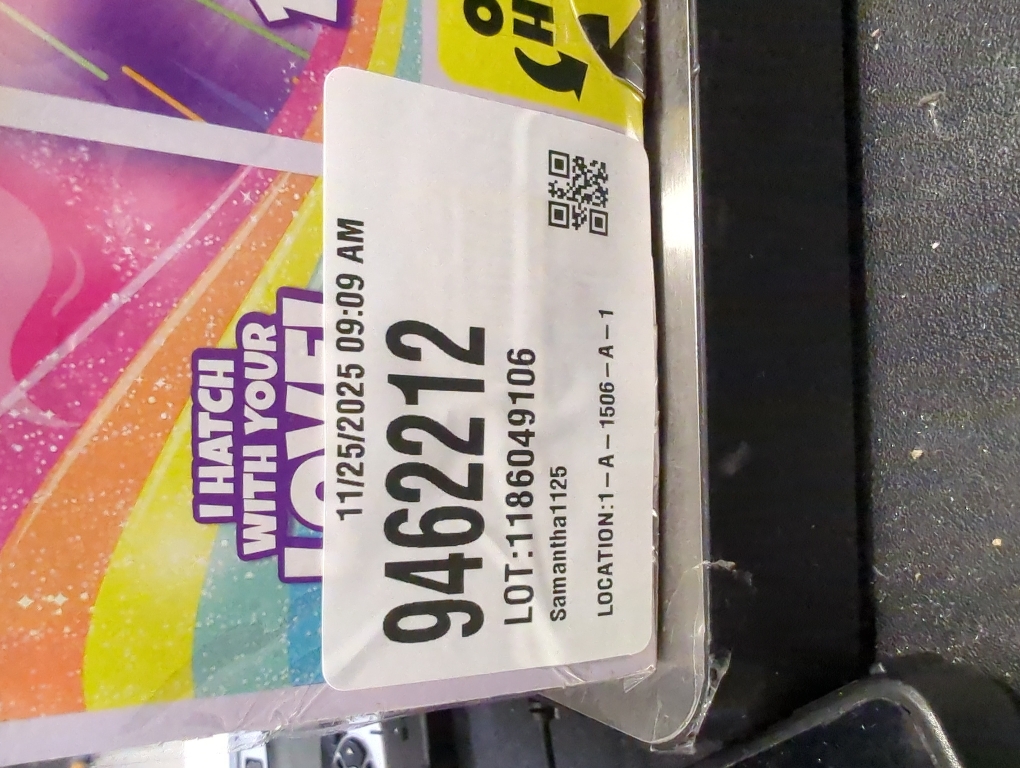 I HATCH
WITH YOUR
11/25/2025 09:09 AM
9462212
LOT:1186049106
Samantha1125
LOCATION:1-A-1506-A-1